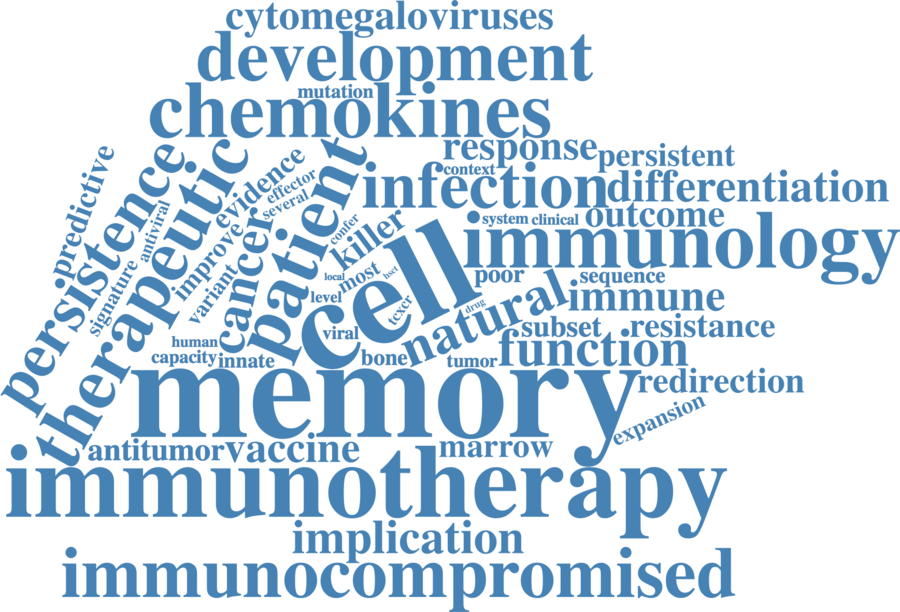 cytomegaloviruses
development
mutation
chemokines
response
persistent
context
infection
differentiation
predictive
persistence
therapeutic
evidence
effector
several
patient
antiviral
improve
signature
variant
cancer
confer
killer
system
clinical
outcome
immunology
cell
local
most
hsct
poor
sequence
level
tcxcr
drug
natural
immune
viral
subset
resistance
human
capacity
innate
bone
tumor
function
memory
redirection
expansion
antitumor
vaccine
marrow
immunotherapy
implication
immunocompromised